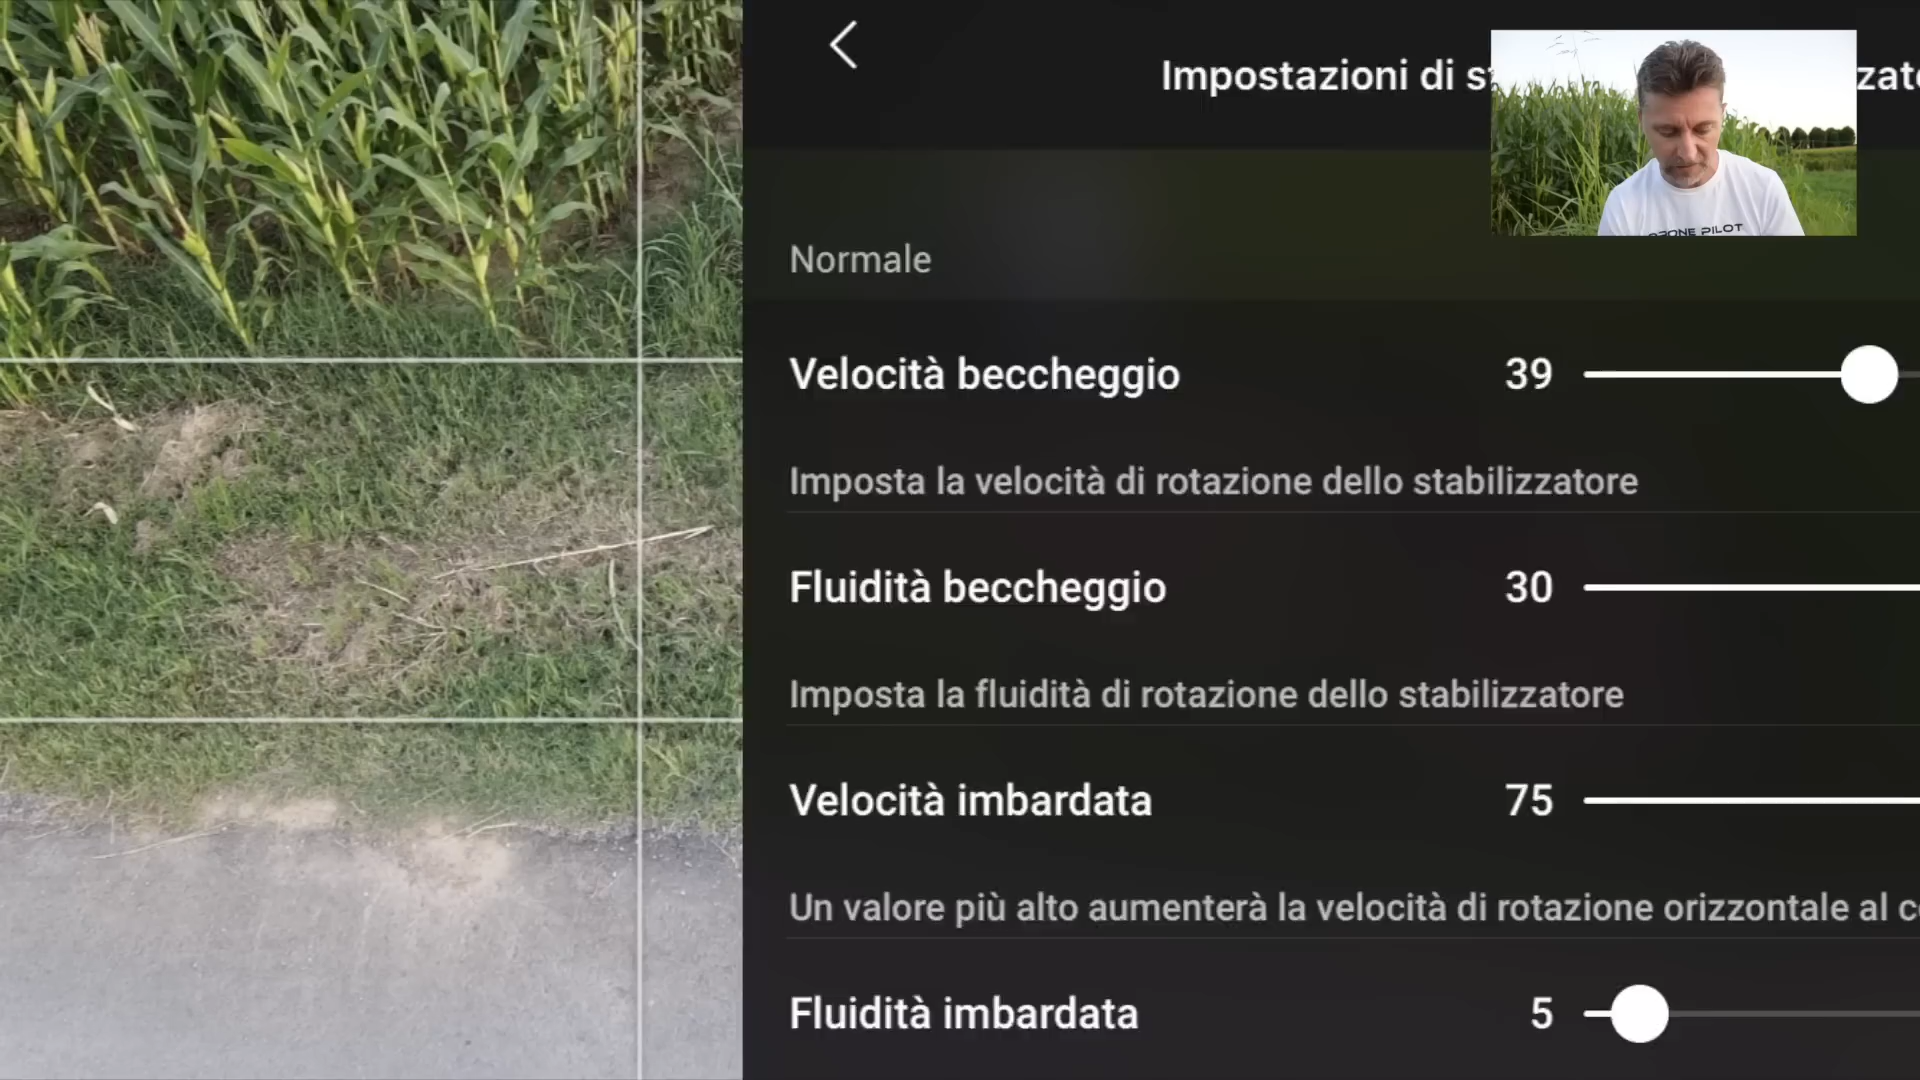 Impostazioni di s
zat
DRONE PILOT
Normale
Velocità beccheggio 39
Imposta la velocità di rotazione dello stabilizzatore
Fluidità beccheggio 30
Imposta la fluidità di rotazione dello stabilizzatore
Velocità imbardata 75
Un valore più alto aumenterà la velocità di rotazione orizzontale al c
Fluidità imbardata 5